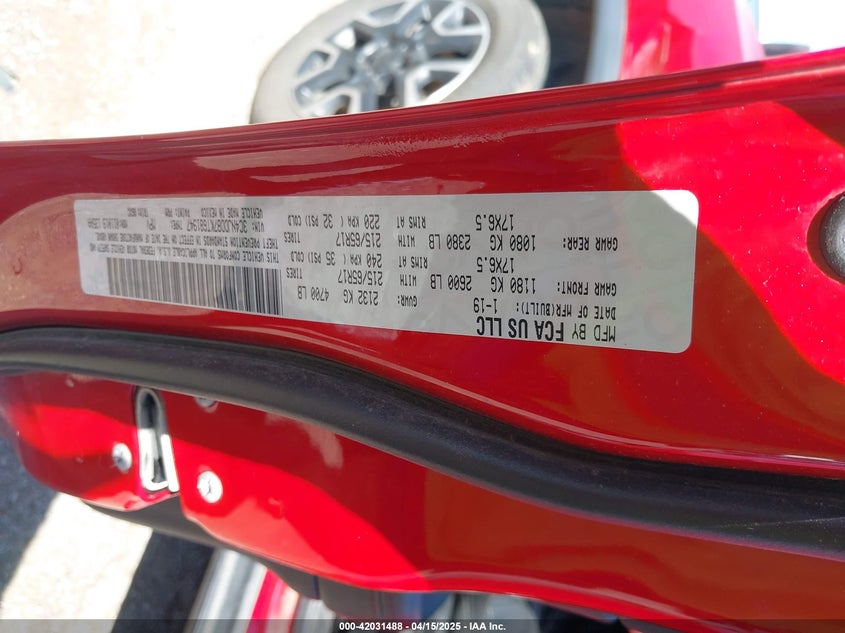 MFD BY FCA US LLC
DATE OF MFR(BUILT): 1-19
GVWR: 2132 KG 4700 LB
GAWR FRONT: 1180 KG 2600 LB WITH 215/65R17 TIRES
17X6.5 RIMS AT 240 KPA( 35 PSI) COLD
GAWR REAR: 1080 KG 2380 LB WITH 215/65R17 TIRES
17X6.5 RIMS AT 220 KPA( 32 PSI) COLD
THIS VEHICLE CONFORMS TO ALL APPLICABLE U.S.A. FEDERAL MOTOR VEHICLE SAFETY AND
THEFT PREVENTION STANDARDS IN EFFECT ON THE DATE OF MANUFACTURE SHOWN ABOVE.
VEHICLE MADE IN MEXICO
000-42031488 - 04/15/2025 - IAA Inc.